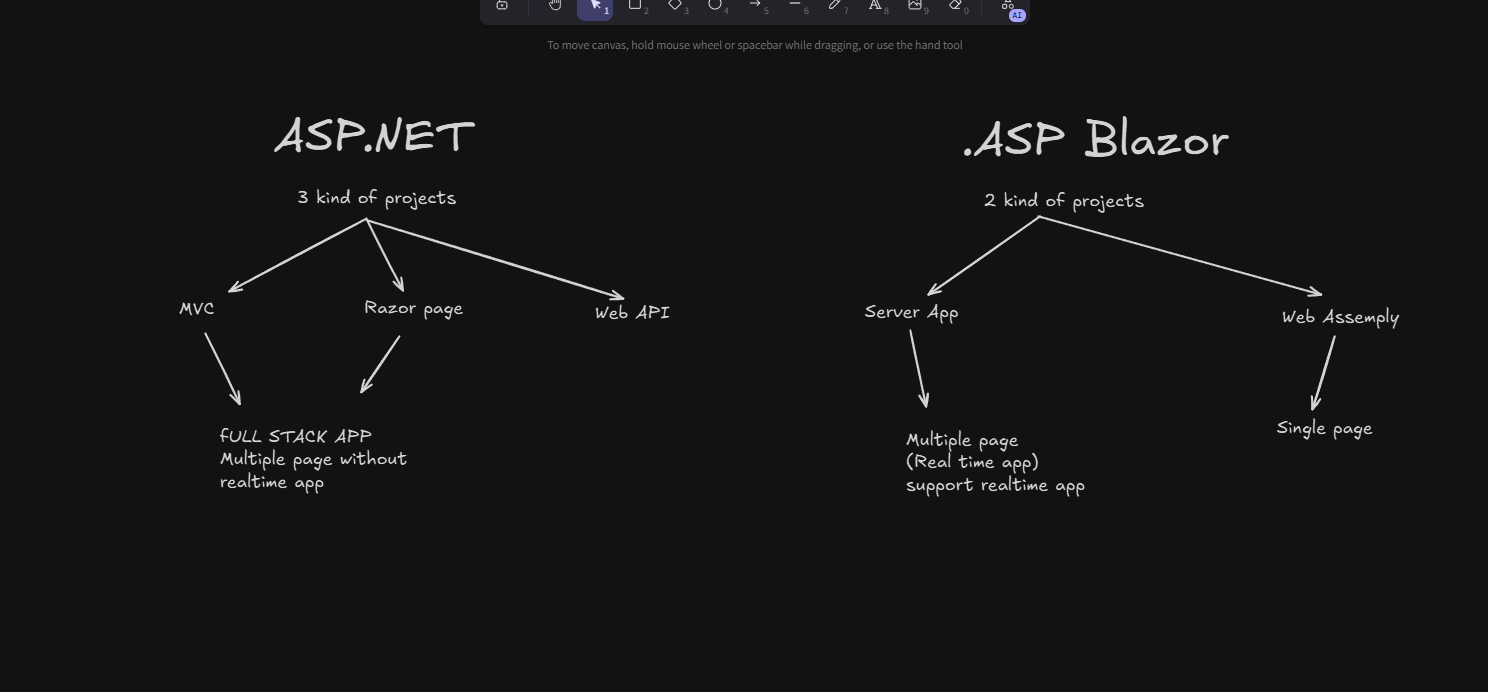 1
2
3
4
5
6
7
8
9
0
AI
To move canvas, hold mouse wheel or spacebar while dragging, or use the hand tool
ASP.NET
3 kind of projects
MVC
Razor page
Web API
fULL STACK APP
Multiple page without
realtime app
.ASP Blazor
2 kind of projects
Server App
Web Assemply
Multiple page
(Real time app)
support realtime app
Single page